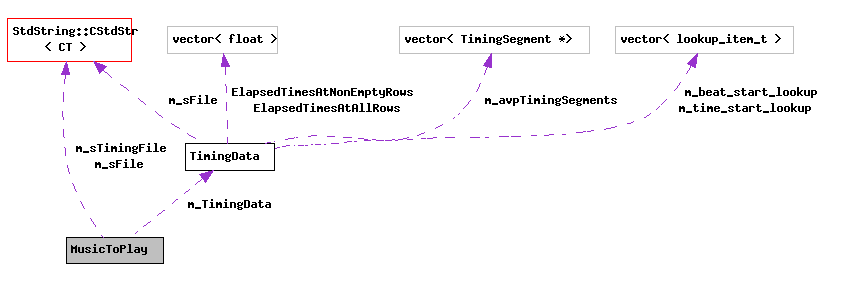 StdString::CStdStr
< CT >
vector< float >
vector< TimingSegment *>
vector< lookup_item_t >
m_sFile
ElapsedTimesAtNonEmptyRows
ElapsedTimesAtAllRows
m_avpTimingSegments
m_beat_start_lookup
m_time_start_lookup
m_sTimingFile
m_sFile
TimingData
m_TimingData
MusicToPlay